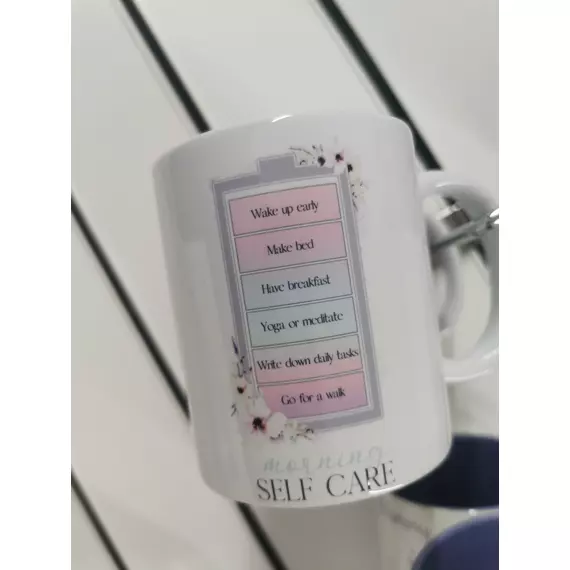 Wake up early
Make bed
Have breakfast
Yoga or meditate
Write down daily tasks
Go for a walk
morning
SELF CARE